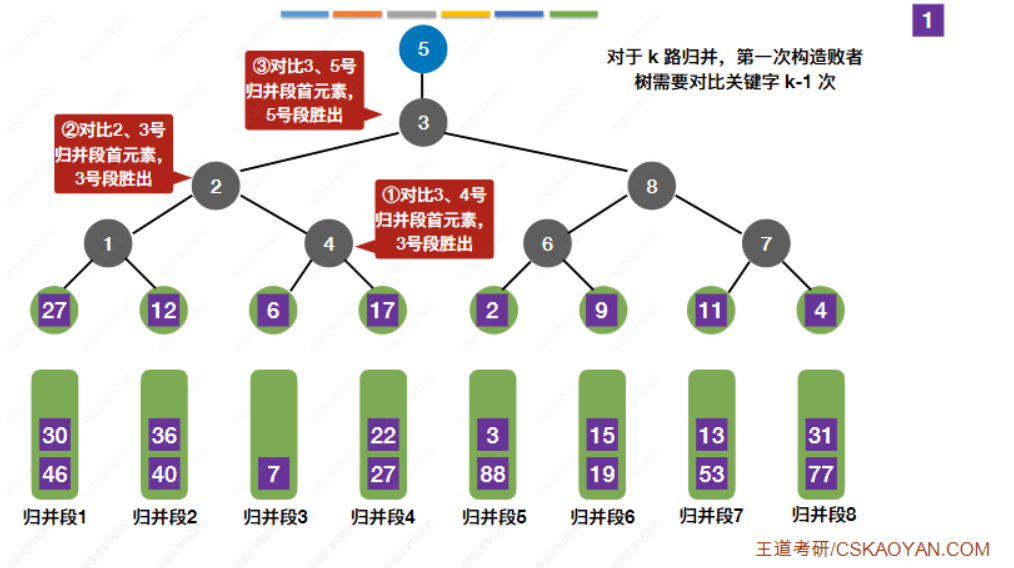 1
5
对于 k 路归并，第一次构造败者
树需要对比关键字 k-1 次
③对比3、5号
归并段首元素，
5号段胜出
3
②对比2、3号
归并段首元素，
3号段胜出
2
8
①对比3、4号
归并段首元素，
3号段胜出
1
4
6
7
27 12 6 17 2 9 11 4
30 36 22 3 15 13 31
46 40 7 27 88 19 53 77
归并段1 归并段2 归并段3 归并段4 归并段5 归并段6 归并段7 归并段8
王道考研/CSKAOYAN.COM